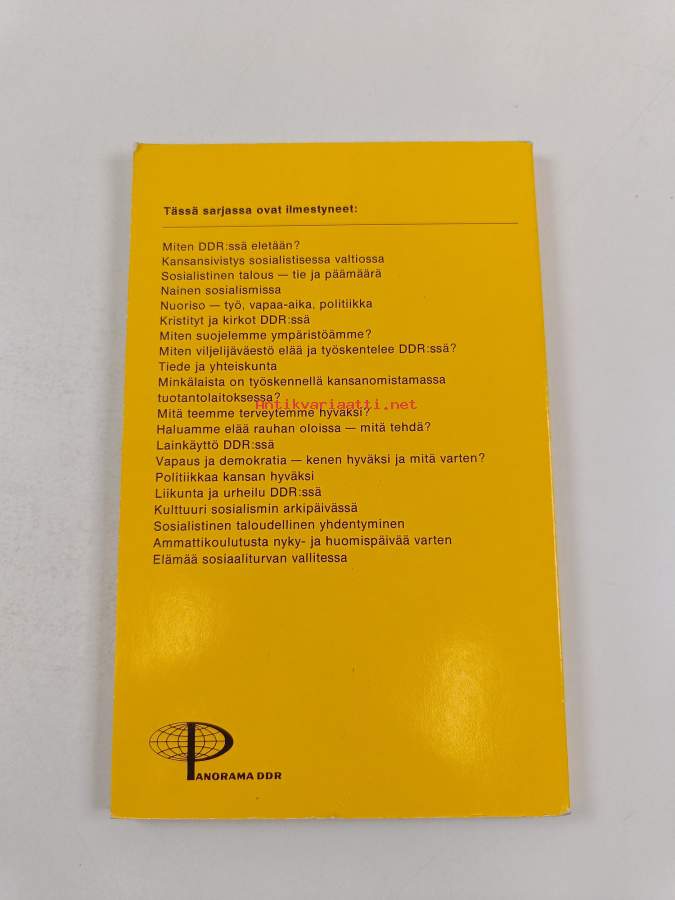 Tässä sarjassa ovat ilmestyneet:
Miten DDR:ssä eletään?
Kansansivistys sosialistisessa valtiossa
Sosialistinen talous — tie ja päämäärä
Nainen sosialismissa
Nuoriso — työ, vapaa-aika, politiikka
Kristityt ja kirkot DDR:ssä
Miten suojelemme ympäristöämme?
Miten viljelijäväestö elää ja työskentelee DDR:ssä?
Tiede ja yhteiskunta
Minkälaista on työskennellä kansanomistamassa
tuotantolaitoksessa?
Antikvariaatti.net
Mitä teemme terveytemme hyväksi?
Haluamme elää rauhan oloissa — mitä tehdä?
Lainkäyttö DDR:ssä
Vapaus ja demokratia — kenen hyväksi ja mitä varten?
Politiikkaa kansan hyväksi
Liikunta ja urheilu DDR:ssä
Kulttuuri sosialismin arkipäivässä
Sosialistinen taloudellinen yhdentyminen
Ammattikoulutusta nyky- ja huomispäivää varten
Elämää sosiaaliturvan vallitessa
PANORAMA DDR